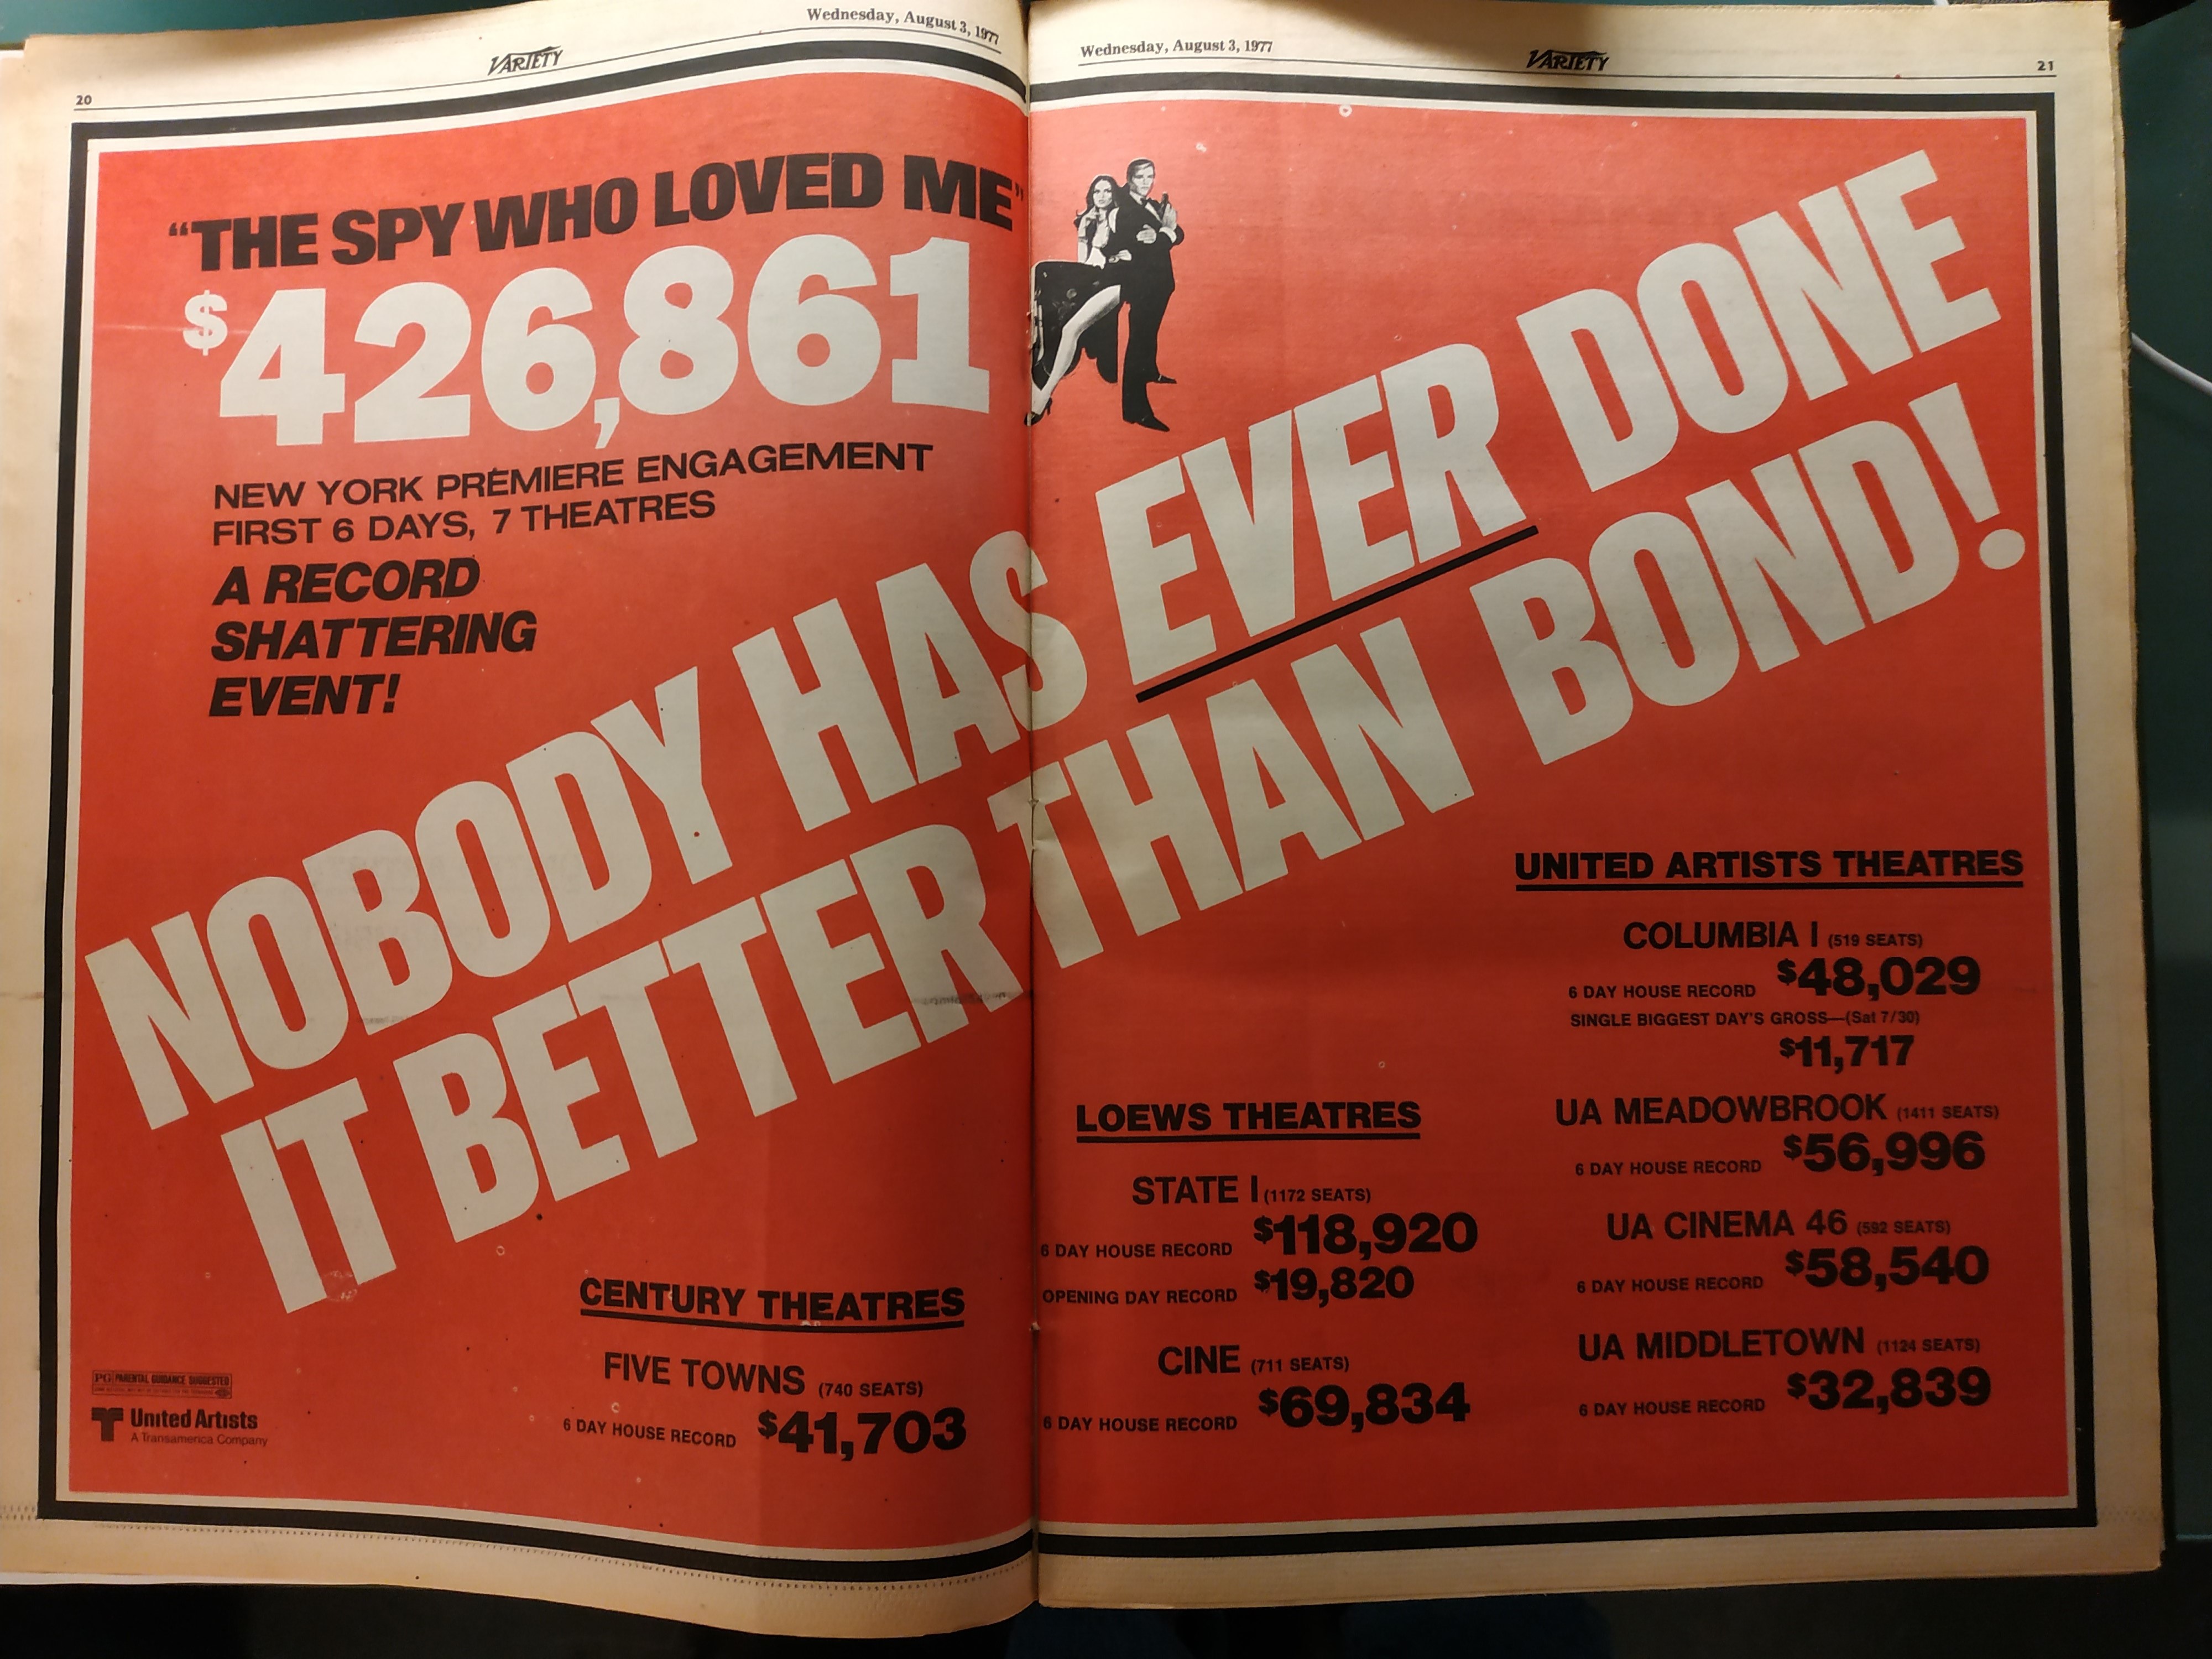 Wednesday, August 3, 1977
VARIETY
20
"THE SPY WHO LOVED ME"
$426,861
NEW YORK PREMIERE ENGAGEMENT
FIRST 6 DAYS, 7 THEATRES
A RECORD
SHATTERING
EVENT!
Wednesday, August 3, 1977
VARIETY
21
NOBODY HAS EVER DONE
IT BETTER THAN BOND!
CENTURY THEATRES
FIVE TOWNS (740 SEATS)
6 DAY HOUSE RECORD $41,703
PG PARENTAL GUIDANCE SUGGESTED
United Artists
A Transamerica Company
LOEWS THEATRES
STATE I (1172 SEATS)
6 DAY HOUSE RECORD $118,920
OPENING DAY RECORD $19,820
CINE (711 SEATS)
6 DAY HOUSE RECORD $69,834
UNITED ARTISTS THEATRES
COLUMBIA I (519 SEATS)
6 DAY HOUSE RECORD $48,029
SINGLE BIGGEST DAY'S GROSS—(Sat 7/30)
$11,717
UA MEADOWBROOK (1411 SEATS)
6 DAY HOUSE RECORD $56,996
UA CINEMA 46 (592 SEATS)
6 DAY HOUSE RECORD $58,540
UA MIDDLETOWN (1124 SEATS)
6 DAY HOUSE RECORD $32,839